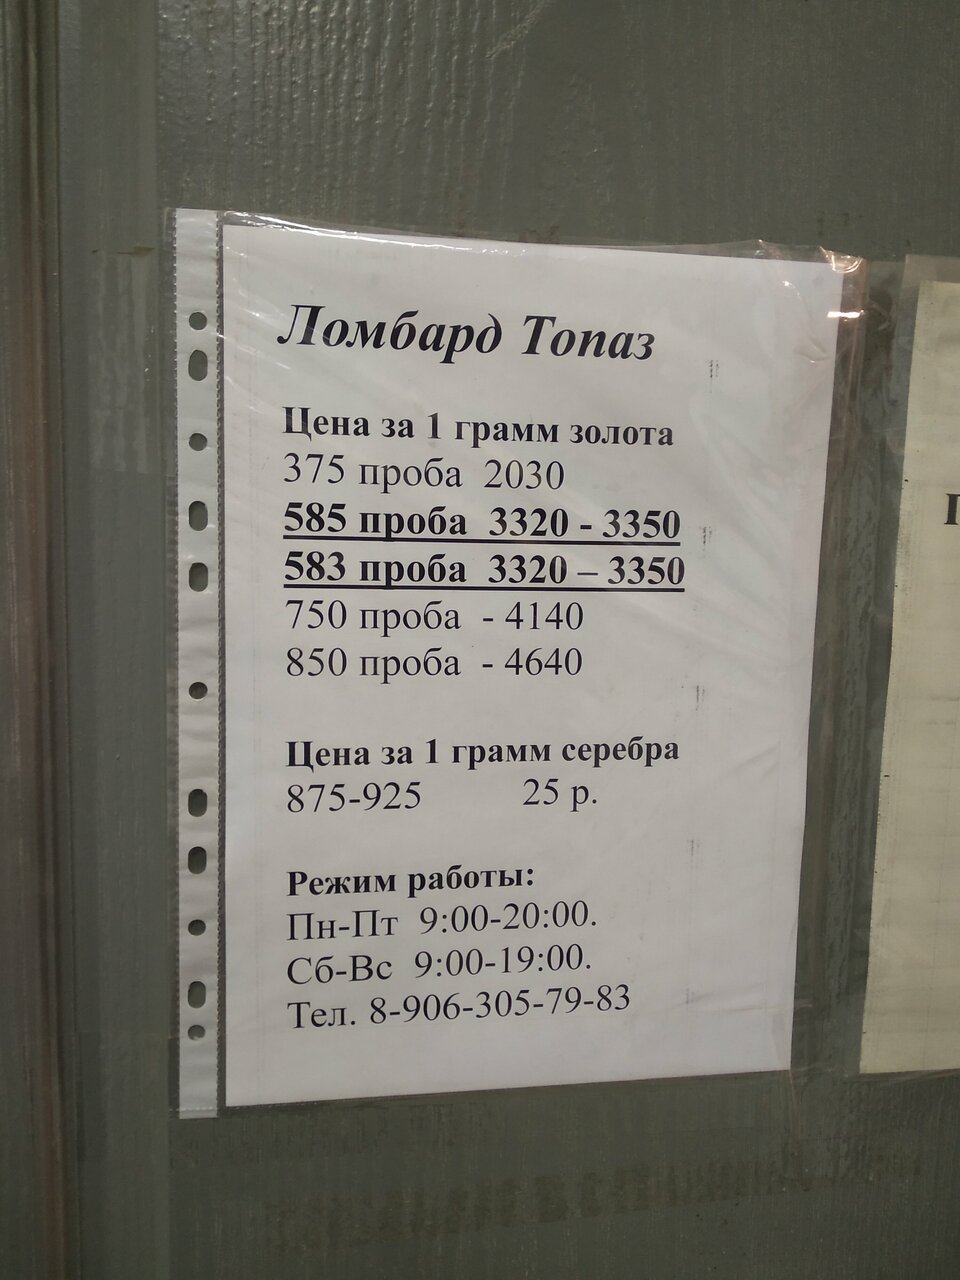 Ломбард Топаз
Цена за 1 грамм золота
375 проба 2030
585 проба 3320 - 3350
583 проба 3320 – 3350
750 проба - 4140
850 проба - 4640
Цена за 1 грамм серебра
875-925 25 р.
Режим работы:
Пн-Пт 9:00-20:00.
Сб-Вс 9:00-19:00.
Тел. 8-906-305-79-83